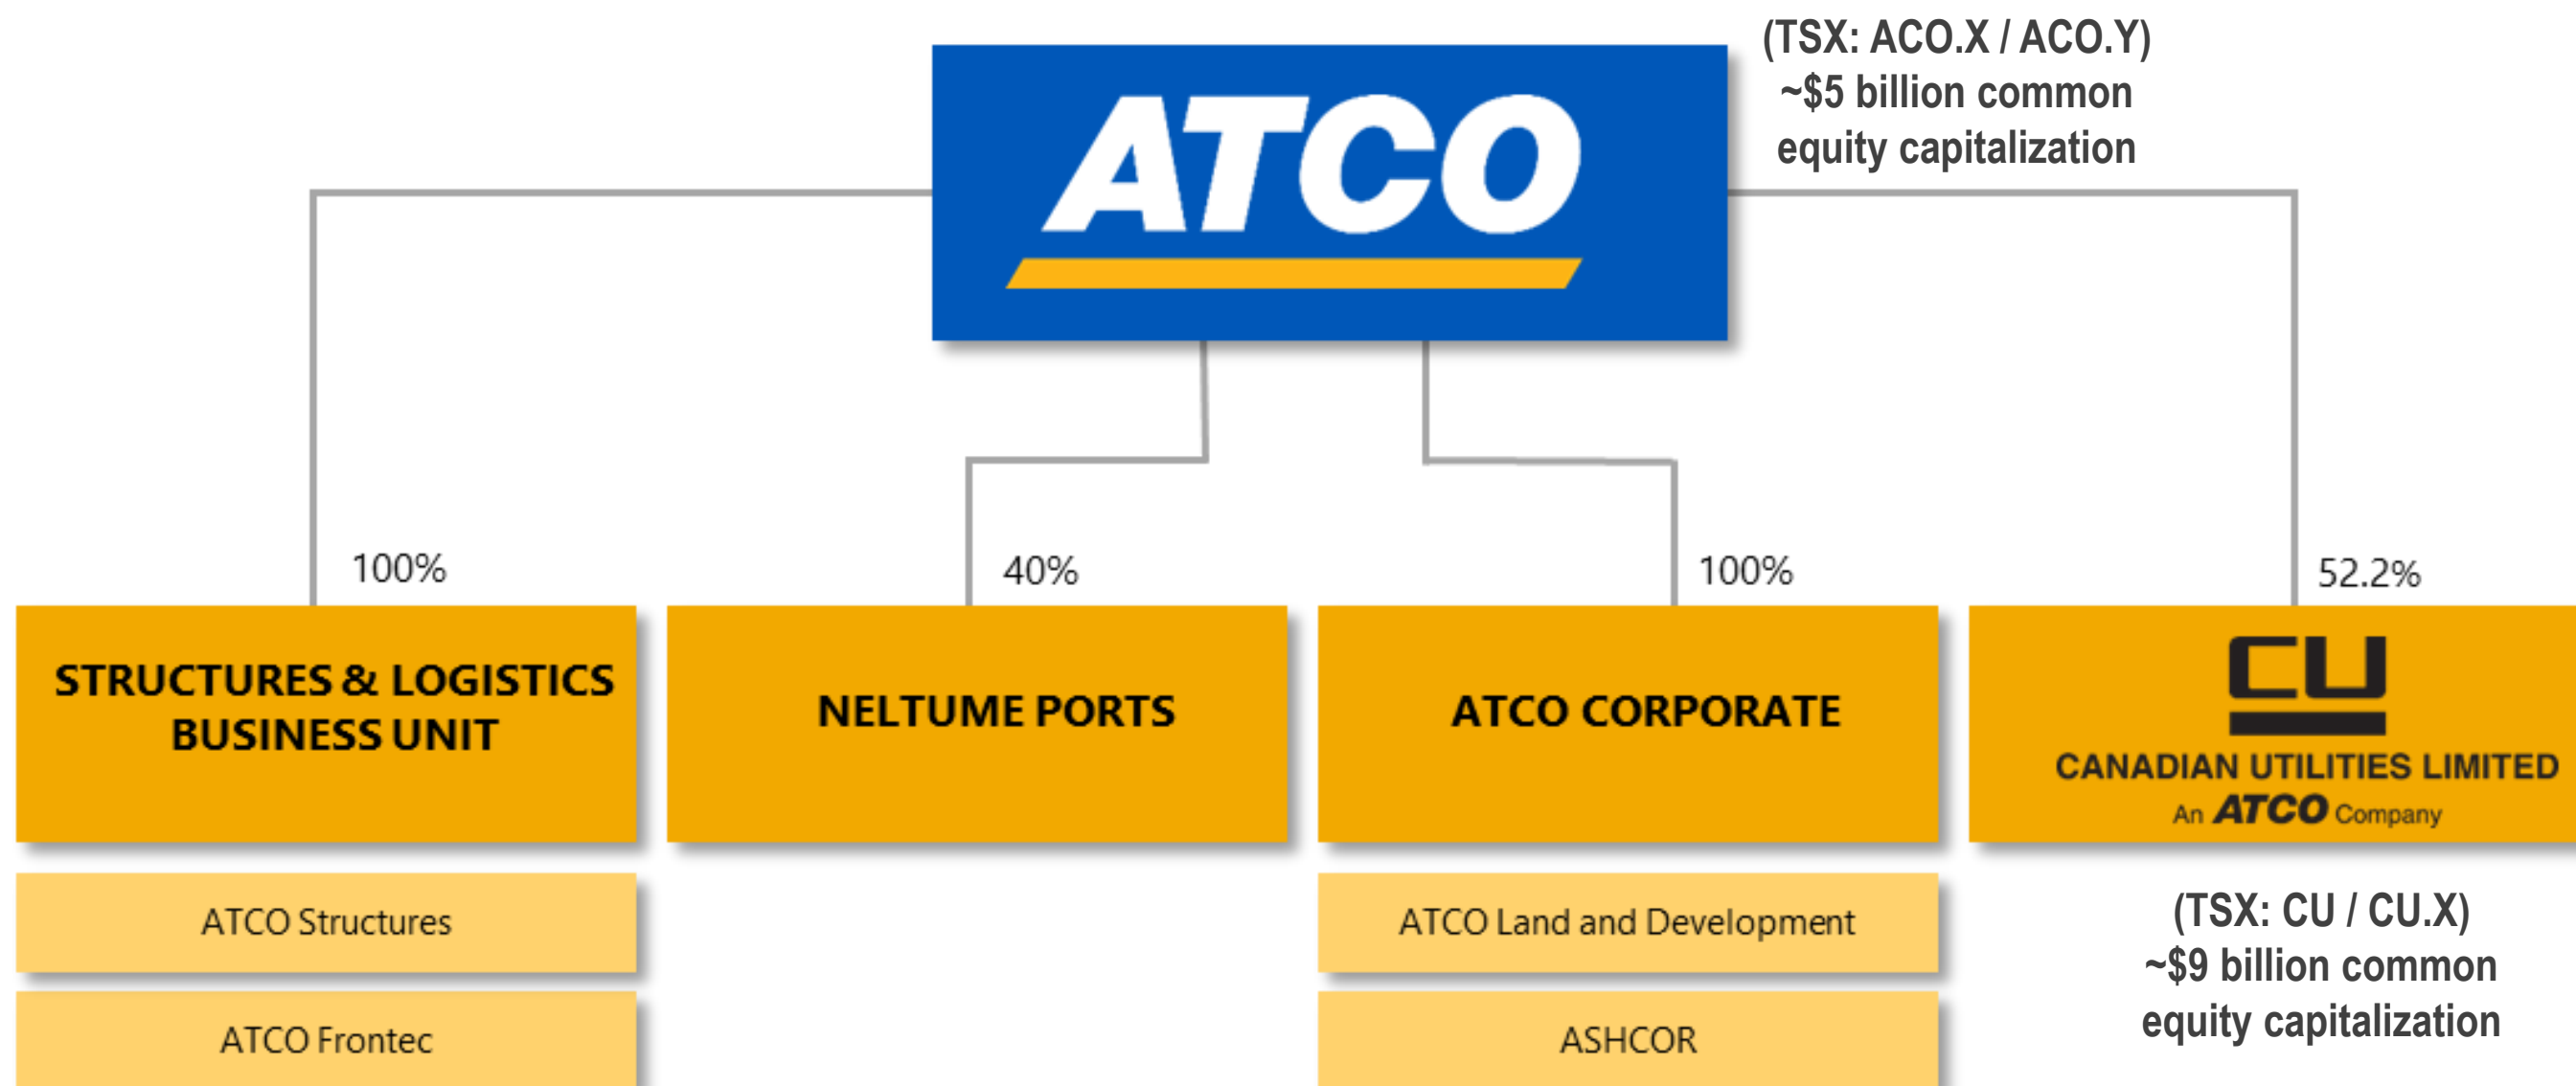 ATCO
(TSX: ACO.X / ACO.Y)
~$5 billion common
equity capitalization
100%
40%
100%
52.2%
STRUCTURES & LOGISTICS
BUSINESS UNIT
NELTUME PORTS
ATCO CORPORATE
CU
CANADIAN UTILITIES LIMITED
An ATCO Company
ATCO Structures
ATCO Frontec
ATCO Land and Development
ASHCOR
(TSX: CU / CU.X)
~$9 billion common
equity capitalization